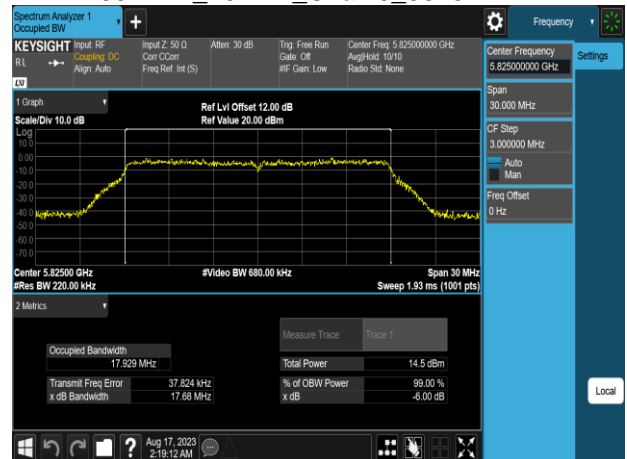 Spectrum Analyzer 1
Occupied BW
Frequency
KEYSIGHT
R L
Input: RF
Coupling: DC
Align: Auto
Input Z: 50 Ω
Corr CCorr
Freq Ref: Int (S)
Atten: 30 dB
Trig: Free Run
Gate: Off
#IF Gain: Low
Center Freq: 5.825000000 GHz
Avg|Hold: 10/10
Radio Std: None
LXI
1 Graph
Scale/Div 10.0 dB
Ref Lvl Offset 12.00 dB
Ref Value 20.00 dBm
Log
10.0
0.00
-10.0
-20.0
-30.0
-40.0
-50.0
-60.0
-70.0
Center 5.82500 GHz
#Res BW 220.00 kHz
#Video BW 680.00 kHz
Span 30 MHz
Sweep 1.93 ms (1001 pts)
2 Metrics
Measure Trace Trace 1
Occupied Bandwidth
17.929 MHz
Total Power 14.5 dBm
Transmit Freq Error 37.824 kHz
% of OBW Power 99.00 %
x dB Bandwidth 17.68 MHz
x dB -6.00 dB
Center Frequency
5.825000000 GHz
Settings
Span
30.000 MHz
CF Step
3.000000 MHz
Auto
Man
Freq Offset
0 Hz
Local
Aug 17, 2023
2:19:12 AM